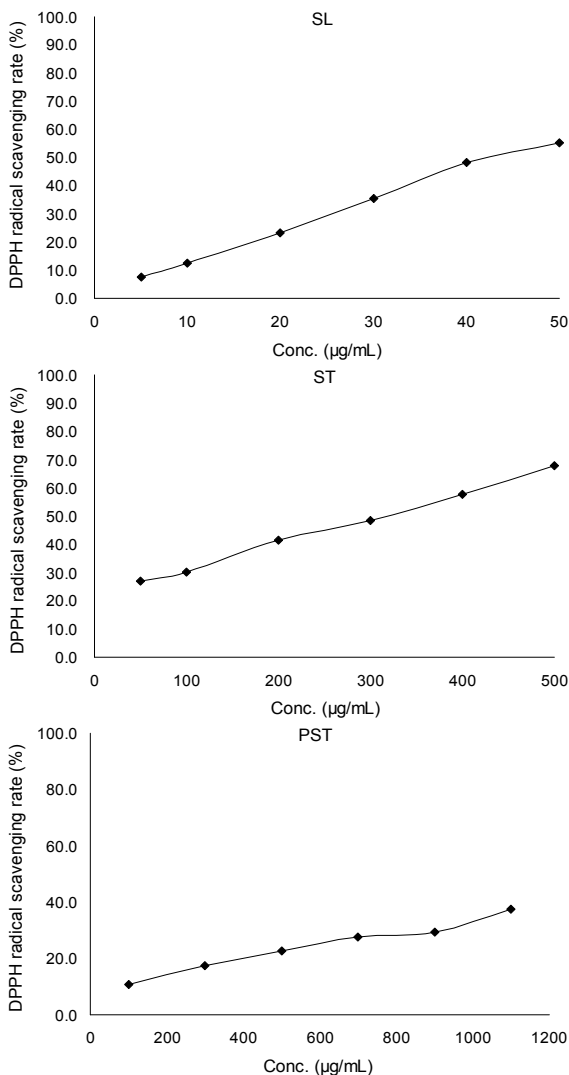 SL
DPPH radical scavenging rate (%)
100.0
90.0
80.0
70.0
60.0
50.0
40.0
30.0
20.0
10.0
0.0
0 10 20 30 40 50
Conc. (µg/mL)
ST
DPPH radical scavenging rate (%)
100.0
90.0
80.0
70.0
60.0
50.0
40.0
30.0
20.0
10.0
0.0
0 100 200 300 400 500
Conc. (µg/mL)
PST
DPPH radical scavenging rate (%)
100.0
80.0
60.0
40.0
20.0
0.0
0 200 400 600 800 1000 1200
Conc. (µg/mL)